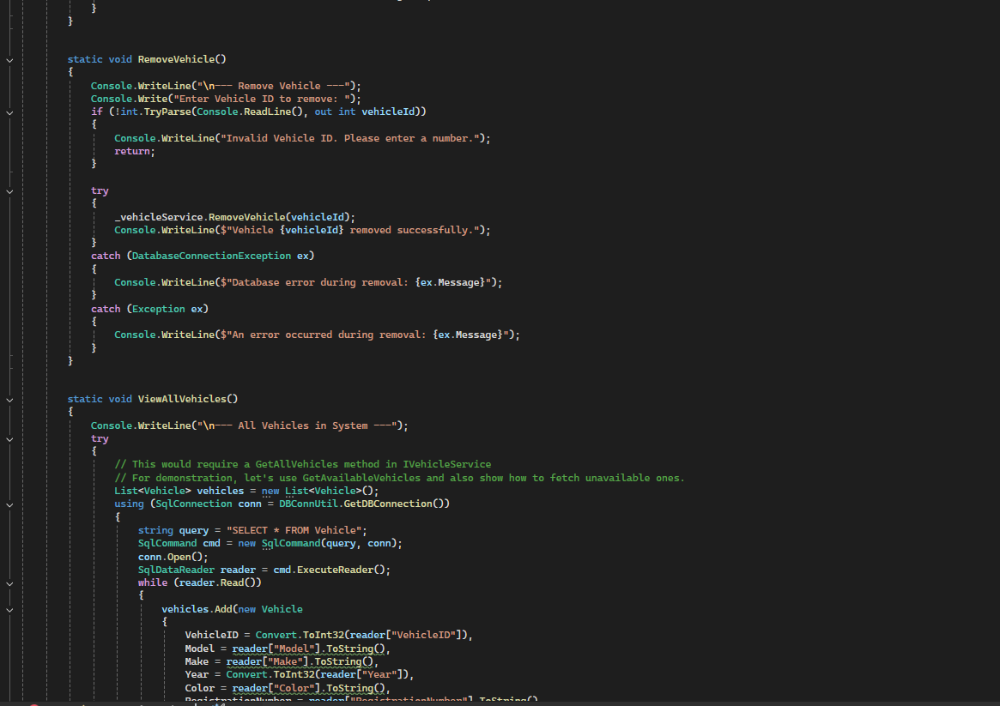 }
}
static void RemoveVehicle()
{
Console.WriteLine("\n--- Remove Vehicle ---");
Console.Write("Enter Vehicle ID to remove: ");
if (!int.TryParse(Console.ReadLine(), out int vehicleId))
{
Console.WriteLine("Invalid Vehicle ID. Please enter a number.");
return;
}
try
{
_vehicleService.RemoveVehicle(vehicleId);
Console.WriteLine($"Vehicle {vehicleId} removed successfully.");
}
catch (DatabaseConnectionException ex)
{
Console.WriteLine($"Database error during removal: {ex.Message}");
}
catch (Exception ex)
{
Console.WriteLine($"An error occurred during removal: {ex.Message}");
}
}
static void ViewAllVehicles()
{
Console.WriteLine("\n--- All Vehicles in System ---");
try
{
// This would require a GetAllVehicles method in IVehicleService
// For demonstration, let's use GetAvailableVehicles and also show how to fetch unavailable ones.
List<Vehicle> vehicles = new List<Vehicle>();
using (SqlConnection conn = DBConnUtil.GetDBConnection())
{
string query = "SELECT * FROM Vehicle";
SqlCommand cmd = new SqlCommand(query, conn);
conn.Open();
SqlDataReader reader = cmd.ExecuteReader();
while (reader.Read())
{
vehicles.Add(new Vehicle
{
VehicleID = Convert.ToInt32(reader["VehicleID"]),
Model = reader["Model"].ToString(),
Make = reader["Make"].ToString(),
Year = Convert.ToInt32(reader["Year"]),
Color = reader["Color"].ToString(),
RegistrationNumber = reader["RegistrationNumber"].ToString()